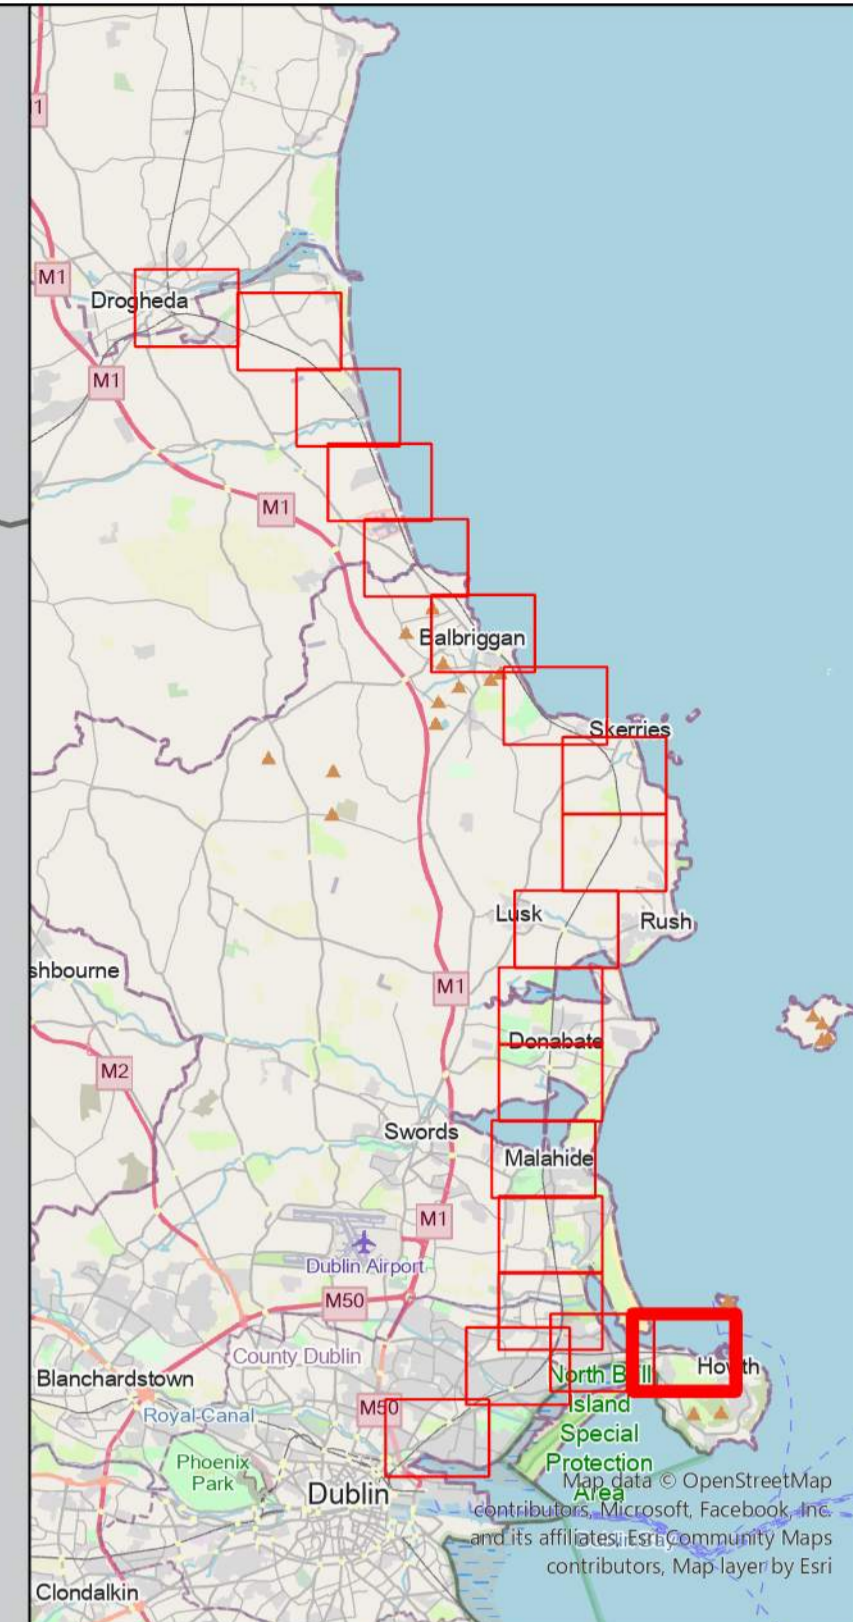 1
M1
Drogheda
M1
M1
Balbriggan
Skerries
Lusk
Rush
shbourne
M1
Donabate
M2
Swords
Malahide
M1
Dublin Airport
M50
County Dublin
Howth
Blanchardstown
North Bull
Island
Special
Protection
Area
Royal Canal
M50
Phoenix
Park
Dublin
Map data © OpenStreetMap
contributors, Microsoft, Facebook, Inc.
and its affiliates, Esri Community Maps
contributors, Map layer by Esri
Clondalkin